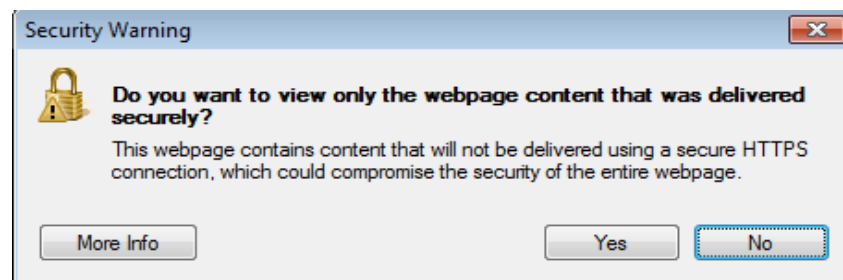 Security Warning
Do you want to view only the webpage content that was delivered
securely?
This webpage contains content that will not be delivered using a secure HTTPS
connection, which could compromise the security of the entire webpage.
More Info
Yes
No